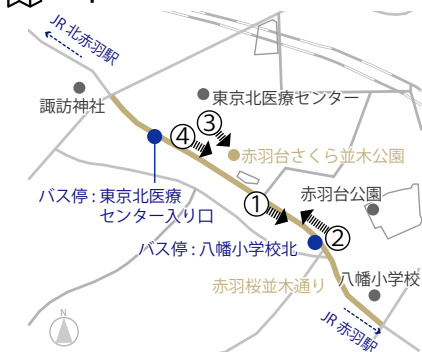 JR 北赤羽駅
諏訪神社
東京北医療センター
③
④
赤羽台さくら並木公園
バス停 : 東京北医療
センター入り口
①
赤羽台公園
②
バス停 : 八幡小学校北
赤羽桜並木通り
八幡小学校
JR 赤羽駅
N